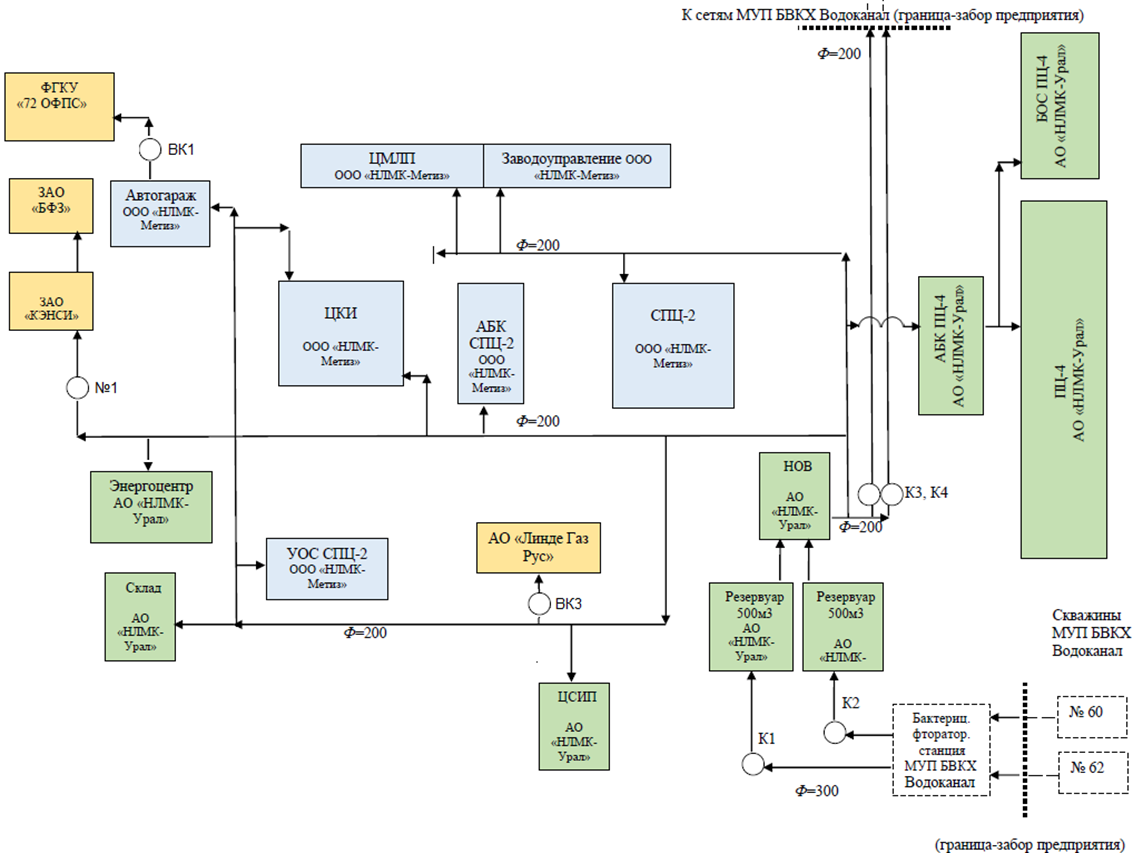 К сетям МУП БВКХ Водоканал (граница-забор предприятия)
Ф=200
ФГКУ
«72 ОФПС»
ВК1
ЦМЛП
ООО «НЛМК-Метиз»
Заводоуправление ООО
«НЛМК-Метиз»
БОС ПЦ-4
АО «НЛМК-Урал»
ЗАО
«БФЗ»
Автогараж
ООО «НЛМК-
Метиз»
Ф=200
ЗАО
«КЭНСИ»
ЦКИ
ООО «НЛМК-
Метиз»
АБК
СПЦ-2
ООО
«НЛМК-
Метиз»
СПЦ-2
ООО «НЛМК-
Метиз»
АБК ПЦ-4
АО «НЛМК-Урал»
ПЦ-4
АО «НЛМК-Урал»
№1
Ф=200
Энергоцентр
АО «НЛМК-
Урал»
НОВ
АО
«НЛМК-
Урал»
К3, К4
Ф=200
УОС СПЦ-2
ООО «НЛМК-
Метиз»
АО «Линде Газ
Рус»
ВК3
Склад
АО
«НЛМК-
Урал»
Ф=200
Резервуар
500м3
АО
«НЛМК-
Урал»
Резервуар
500м3
АО
«НЛМК-
Скважины
МУП БВКХ
Водоканал
ЦСИП
АО
«НЛМК-
Урал»
К1
К2
Бактериц.
фторатор.
станция
МУП БВКХ
Водоканал
№ 60
№ 62
Ф=300
(граница-забор предприятия)